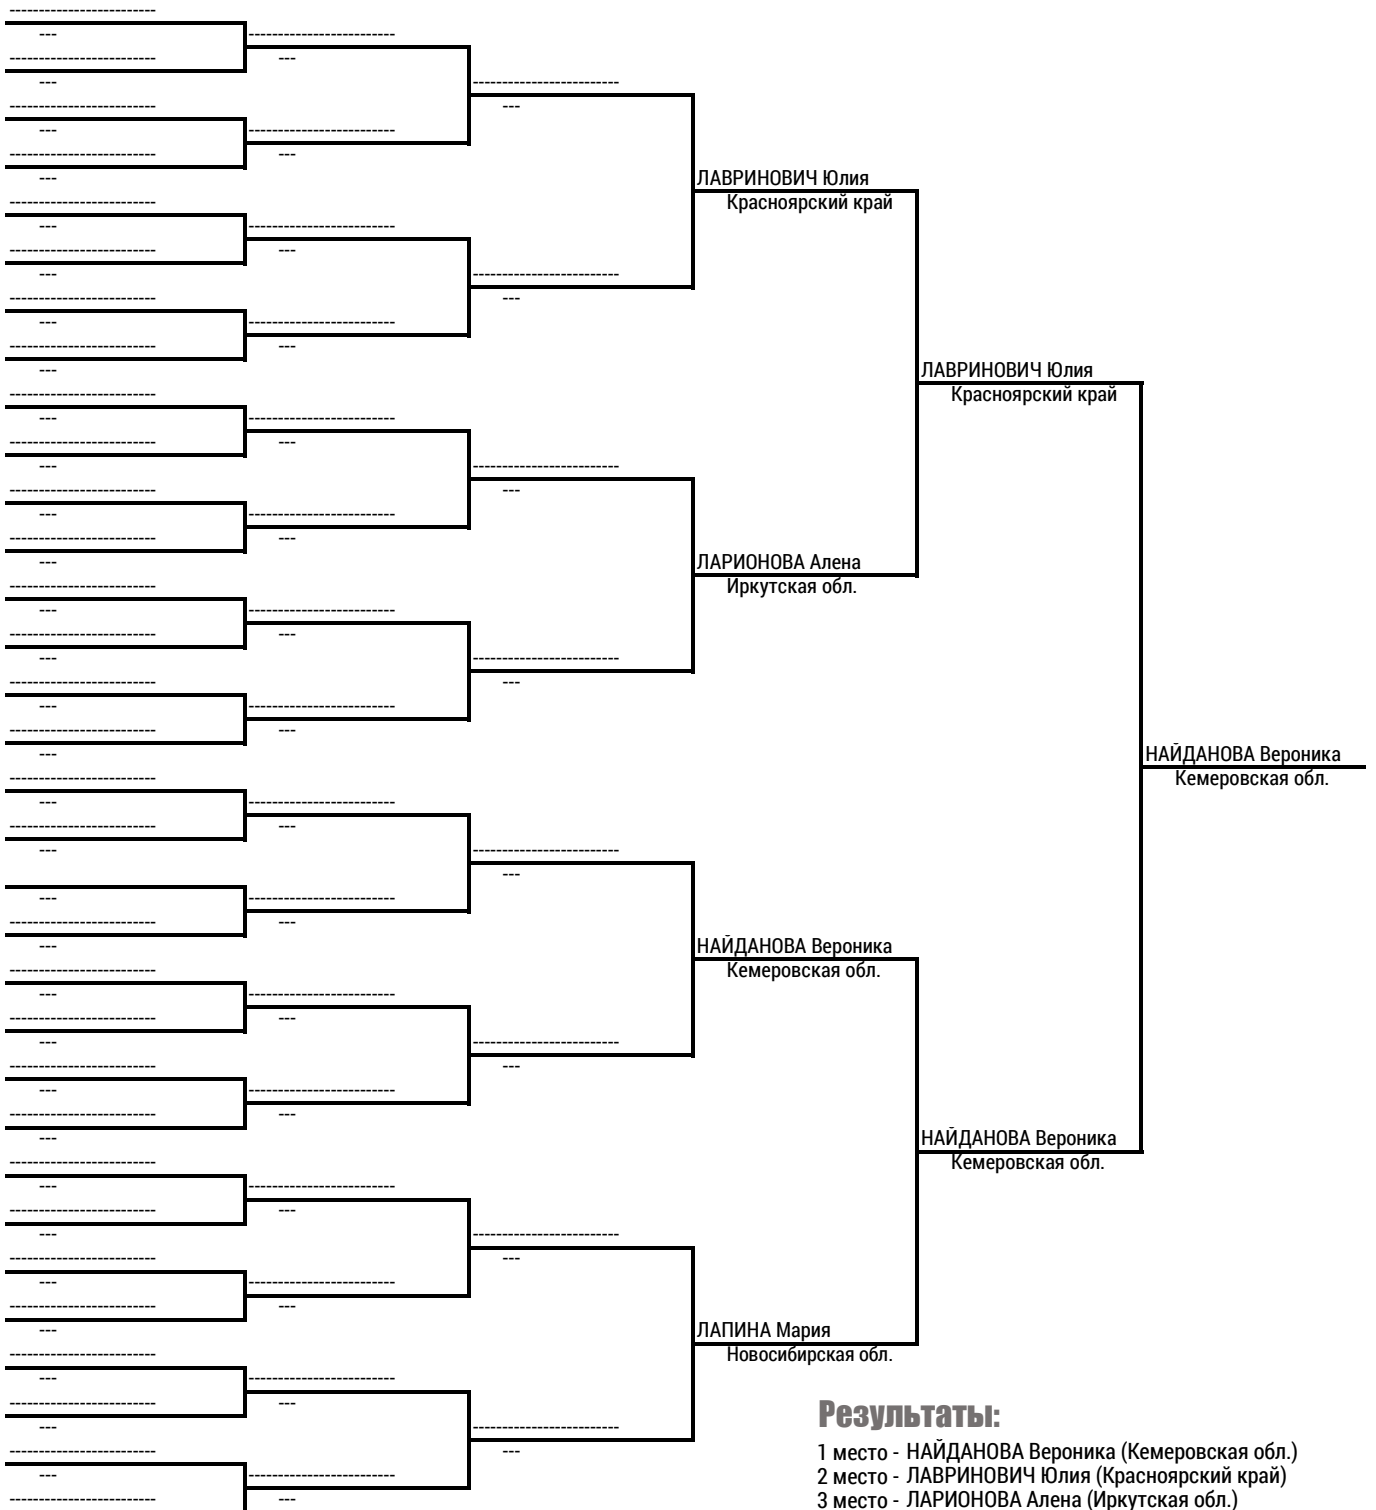 ЛАВРИНОВИЧ Юлия
Красноярский край
ЛАВРИНОВИЧ Юлия
Красноярский край
ЛАРИОНОВА Алена
Иркутская обл.
НАЙДАНОВА Вероника
Кемеровская обл.
НАЙДАНОВА Вероника
Кемеровская обл.
НАЙДАНОВА Вероника
Кемеровская обл.
ЛАПИНА Мария
Новосибирская обл.
Результаты:
1 место - НАЙДАНОВА Вероника (Кемеровская обл.)
2 место - ЛАВРИНОВИЧ Юлия (Красноярский край)
3 место - ЛАРИОНОВА Алена (Иркутская обл.)